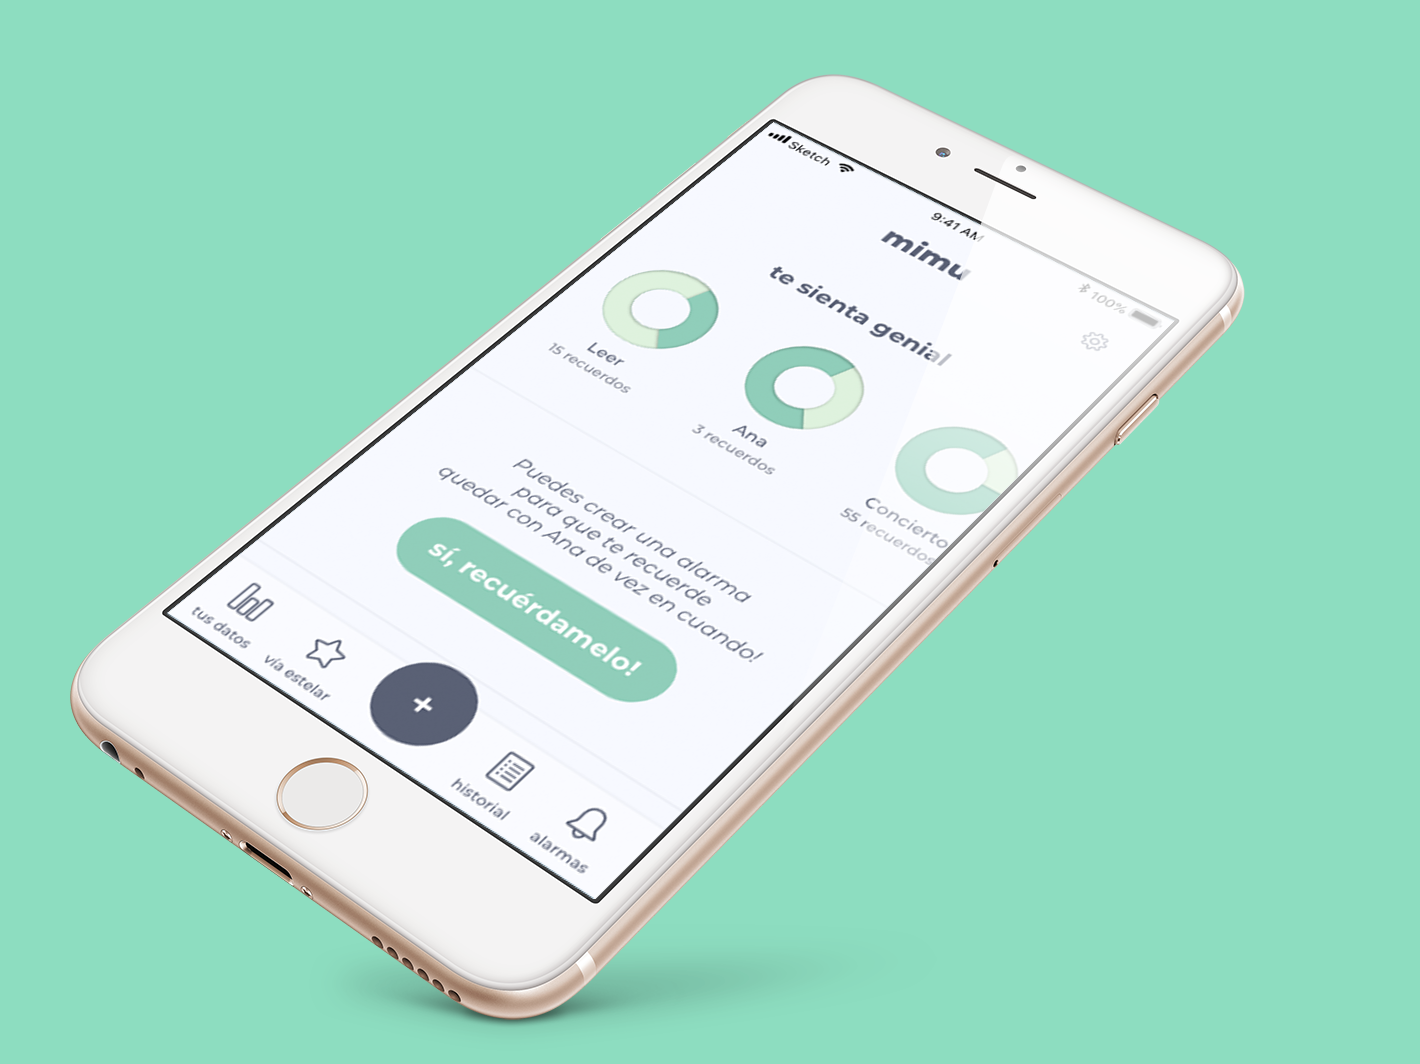 Sketch
9:41 AM
100%
mimu
te sienta genial
Leer
15 recuerdos
Ana
3 recuerdos
Concierto
55 recuerdos
Puedes crear una alarma
para que te recuerde
quedar con Ana de vez en cuando!
sí, recuérdamelo!
tus datos
vía estelar
+
historial
alarmas